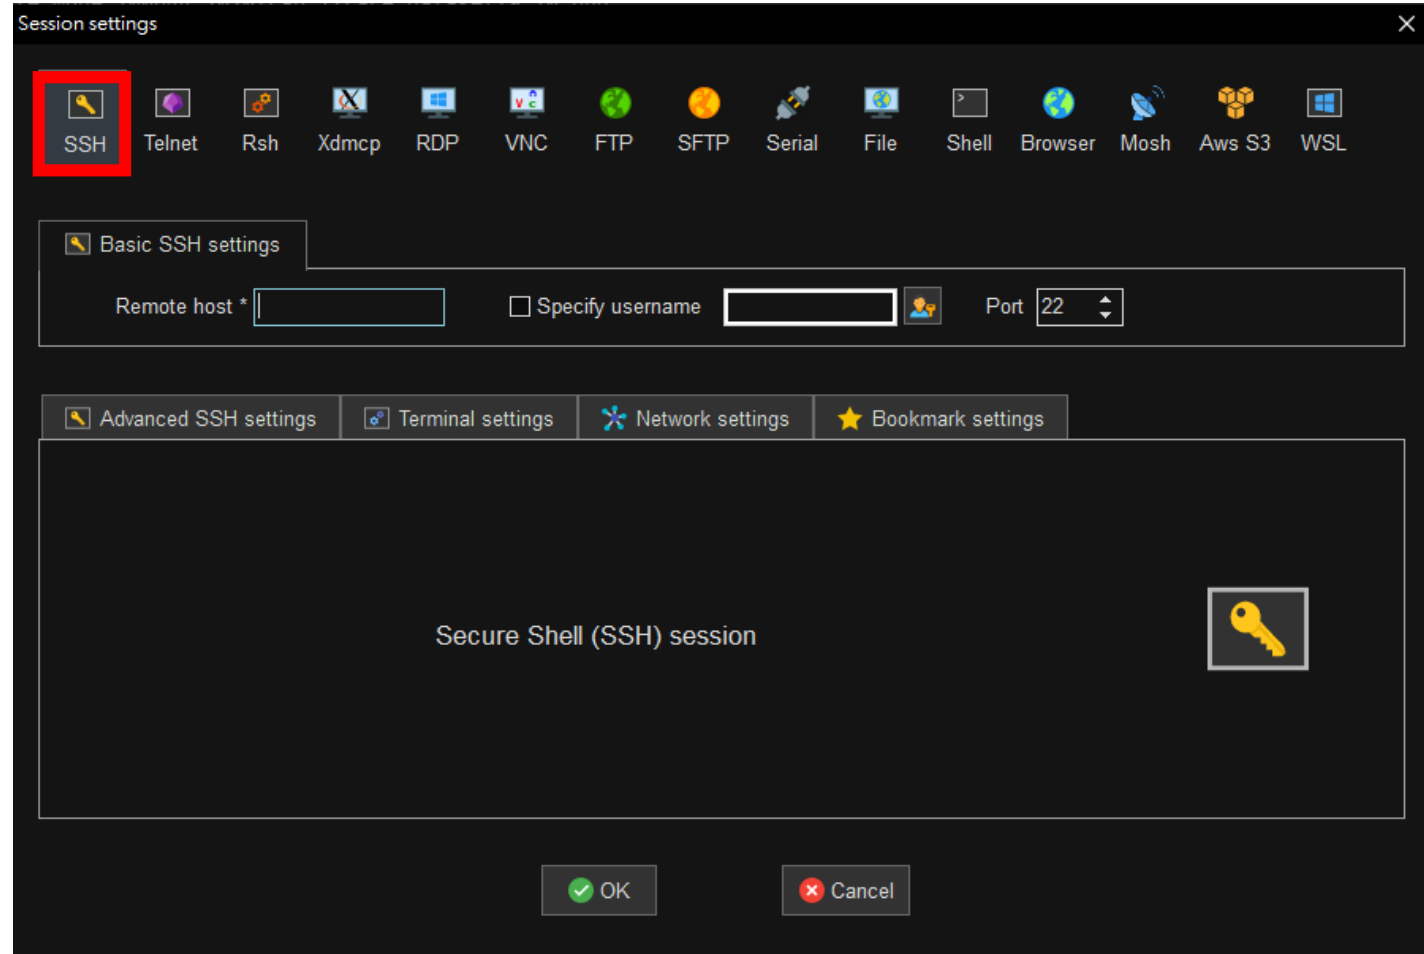 Session settings
SSH Telnet Rsh Xdmcp RDP VNC FTP SFTP Serial File Shell Browser Mosh Aws S3 WSL
Basic SSH settings
Remote host * Specify username Port 22
Advanced SSH settings Terminal settings Network settings Bookmark settings
Secure Shell (SSH) session
OK Cancel